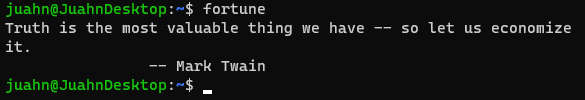 juahn@JuahnDesktop:~$ fortune
Truth is the most valuable thing we have -- so let us economize
it.
                -- Mark Twain
juahn@JuahnDesktop:~$